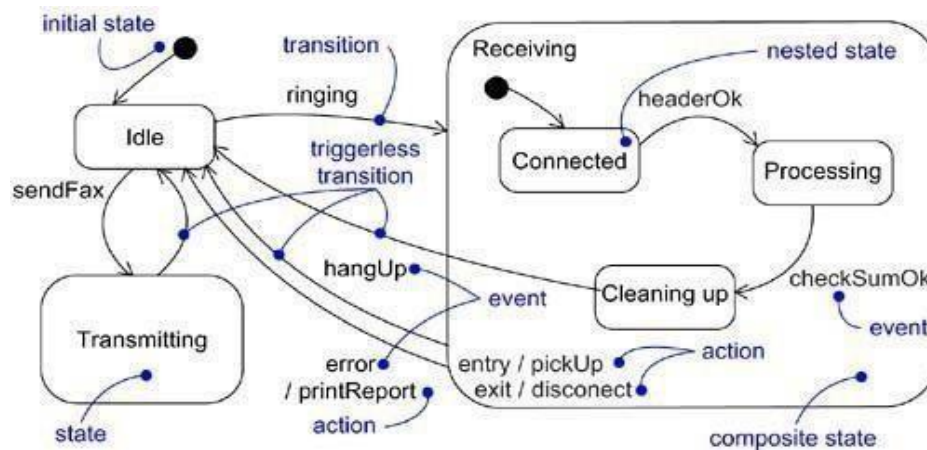 initial state
transition
Receiving
nested state
ringing
headerOk
Idle
Connected
Processing
triggerless
transition
sendFax
hangUp
Cleaning up
checkSumOk
Transmitting
event
event
error
/ printReport
entry / pickUp
exit / disconect
action
state
action
composite state